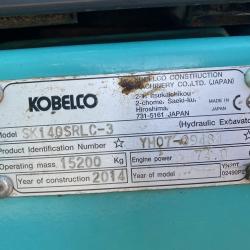 KOBELCO CONSTRUCTION
MACHINERY CO.,LTD. (JAPAN)
2-chome, Saeki-ku,
Hiroshima,
731-5161 JAPAN
MADE
IN
JAPAN
KOBELCO
Model SK140SRLC-3 (Hydraulic Excavator)
Product Identification Number ☆ YH07-
Operating mass 15200 Kg Engine power
Year of construction 2014 Year of model
YN20T